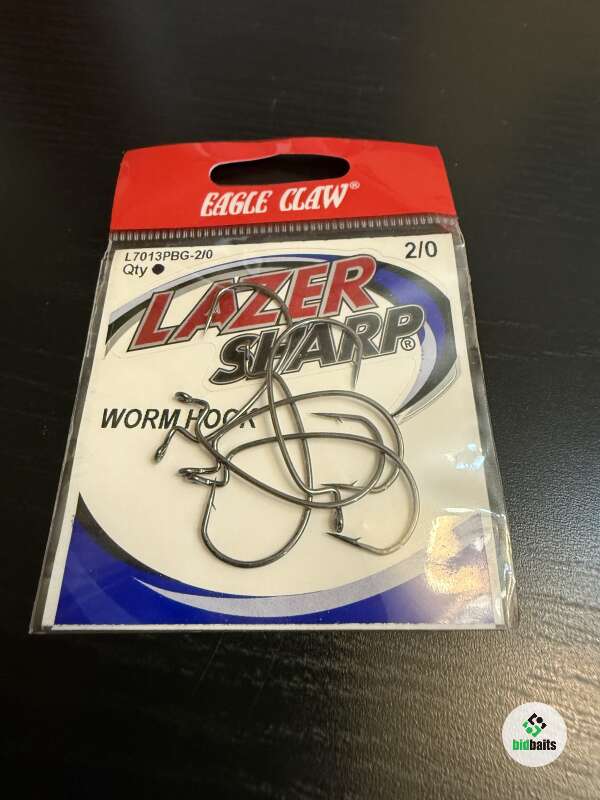 EAGLE CLAW®
L7013PBG-2/0
2/0
Qty ●
LAZER
SHARP®
WORM HOOK
bidbaits